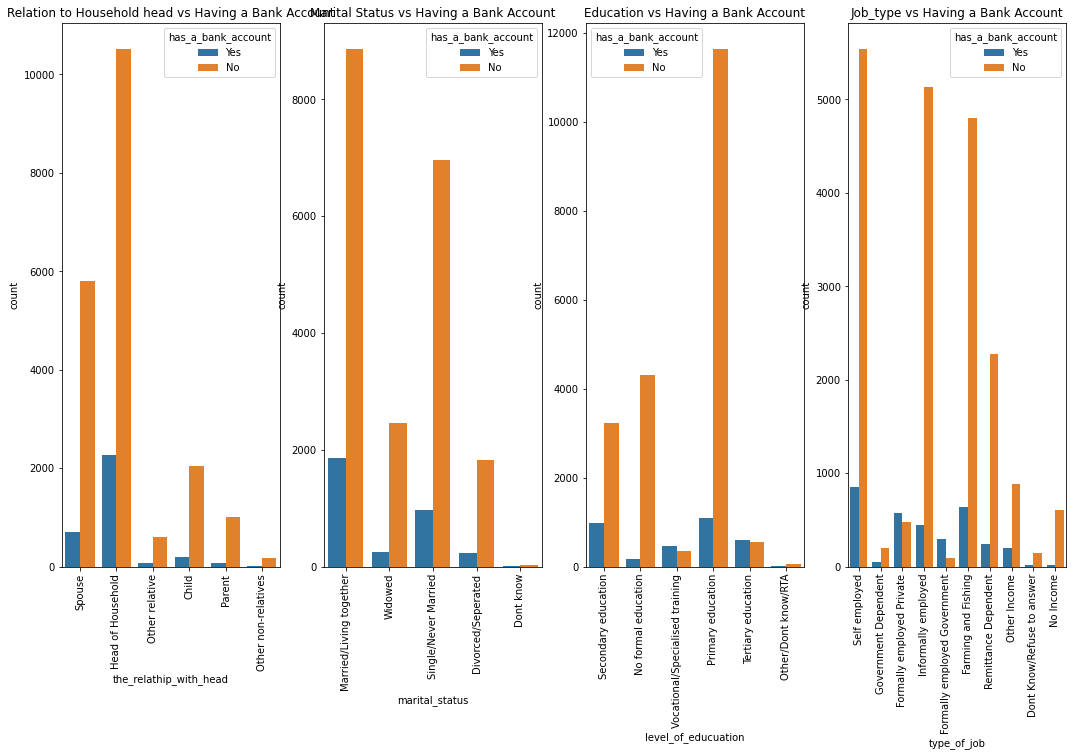 Relation to Household head vs Having a Bank Account
has_a_bank_account
Yes
No
10000
8000
6000
4000
2000
0
count
Spouse
Head of Household
Other relative
Child
Parent
Other non-relatives
the_relathip_with_head
Marital Status vs Having a Bank Account
has_a_bank_account
Yes
No
8000
6000
4000
2000
0
count
Married/Living together
Widowed
Single/Never Married
Divorced/Seperated
Dont know
marital_status
Education vs Having a Bank Account
has_a_bank_account
Yes
No
12000
10000
8000
6000
4000
2000
0
count
Secondary education
No formal education
Vocational/Specialised training
Primary education
Tertiary education
Other/Dont know/RTA
level_of_educuation
Job_type vs Having a Bank Account
has_a_bank_account
Yes
No
5000
4000
3000
2000
1000
0
count
Self employed
Government Dependent
Formally employed Private
Informally employed
Formally employed Government
Farming and Fishing
Remittance Dependent
Other Income
Dont Know/Refuse to answer
No Income
type_of_job